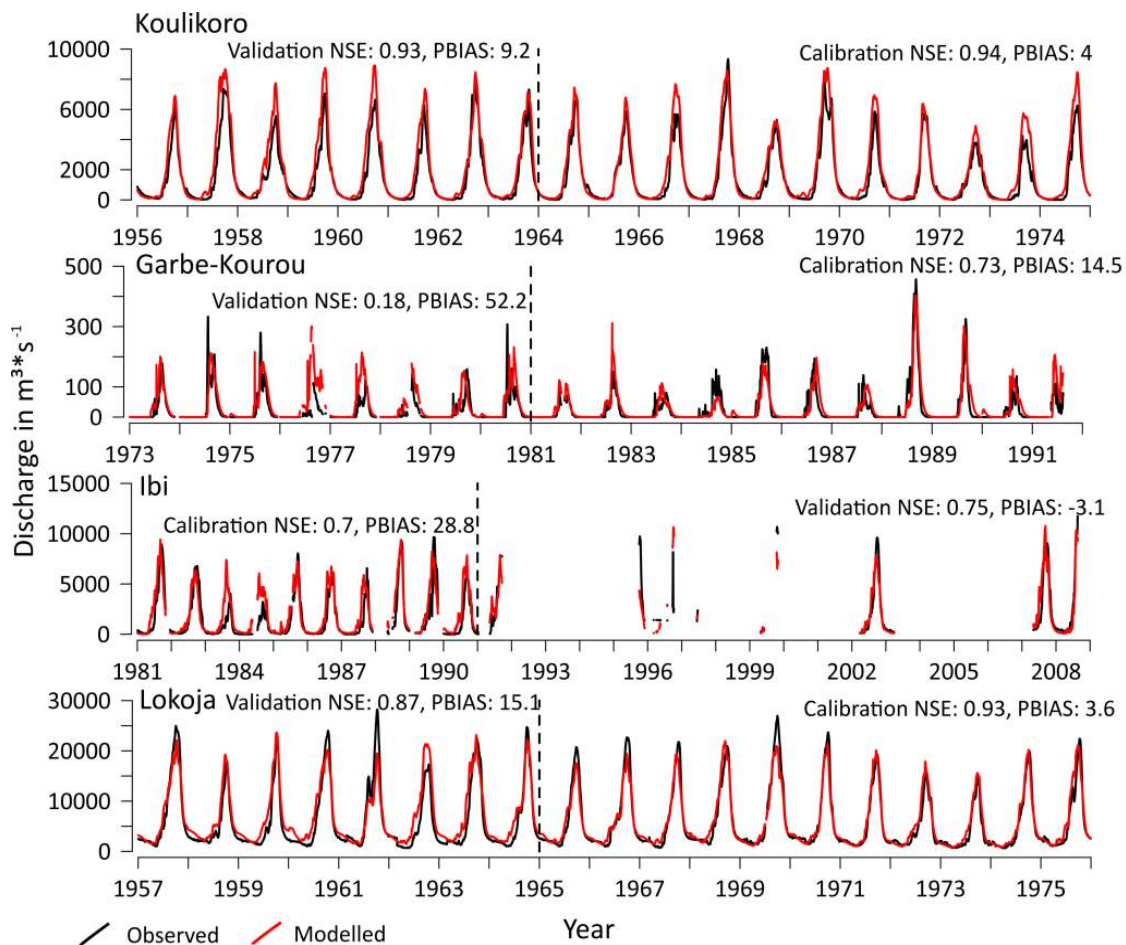 Koulikoro
Validation NSE: 0.93, PBIAS: 9.2
Calibration NSE: 0.94, PBIAS: 4
10000
6000
2000
0
1956 1958 1960 1962 1964 1966 1968 1970 1972 1974
Garbe-Kourou
Validation NSE: 0.18, PBIAS: 52.2
Calibration NSE: 0.73, PBIAS: 14.5
500
300
100
0
1973 1975 1977 1979 1981 1983 1985 1987 1989 1991
Discharge in m³*s⁻¹
Ibi
Calibration NSE: 0.7, PBIAS: 28.8
Validation NSE: 0.75, PBIAS: -3.1
15000
10000
5000
0
1981 1984 1987 1990 1993 1996 1999 2002 2005 2008
Lokoja
Validation NSE: 0.87, PBIAS: 15.1
Calibration NSE: 0.93, PBIAS: 3.6
30000
20000
10000
0
1957 1959 1961 1963 1965 1967 1969 1971 1973 1975
Observed Modelled
Year